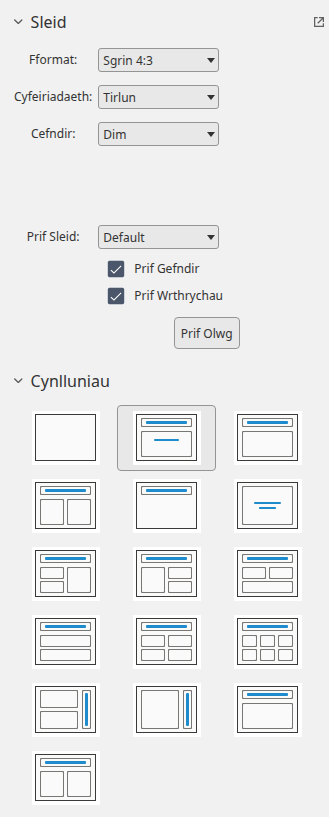 Sleid
Fformat: Sgrin 4:3
Cyfeiriadaeth: Tirlun
Cefndir: Dim
Prif Sleid: Default
Prif Gefndir
Prif Wrthrychau
Prif Olwg
Cynlluniau